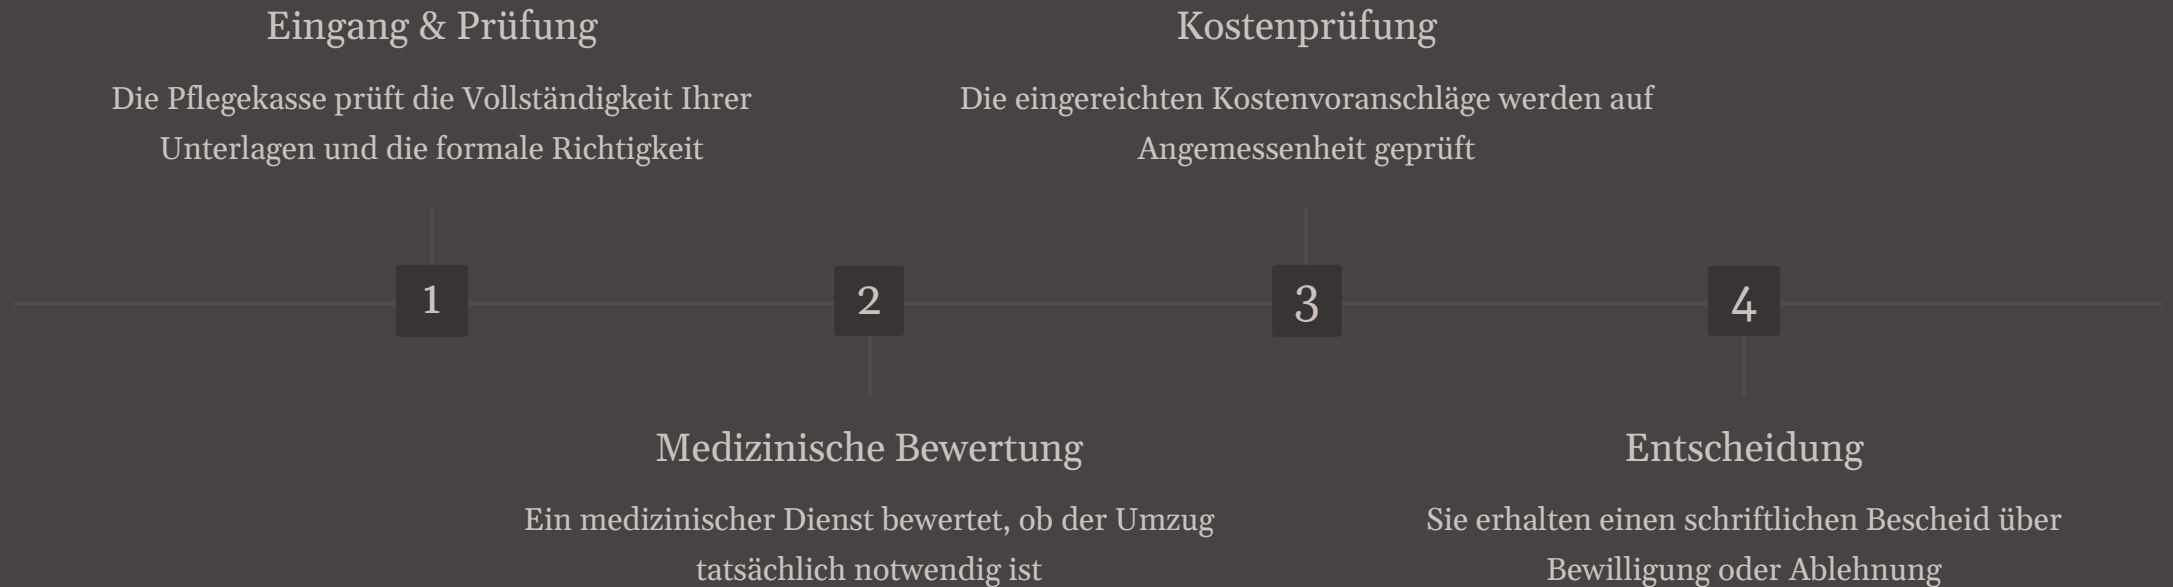 Eingang & Prüfung
Die Pflegekasse prüft die Vollständigkeit Ihrer
Unterlagen und die formale Richtigkeit
1
2
Medizinische Bewertung
Ein medizinischer Dienst bewertet, ob der Umzug
tatsächlich notwendig ist
Kostenprüfung
Die eingereichten Kostenvoranschläge werden auf
Angemessenheit geprüft
3
4
Entscheidung
Sie erhalten einen schriftlichen Bescheid über
Bewilligung oder Ablehnung